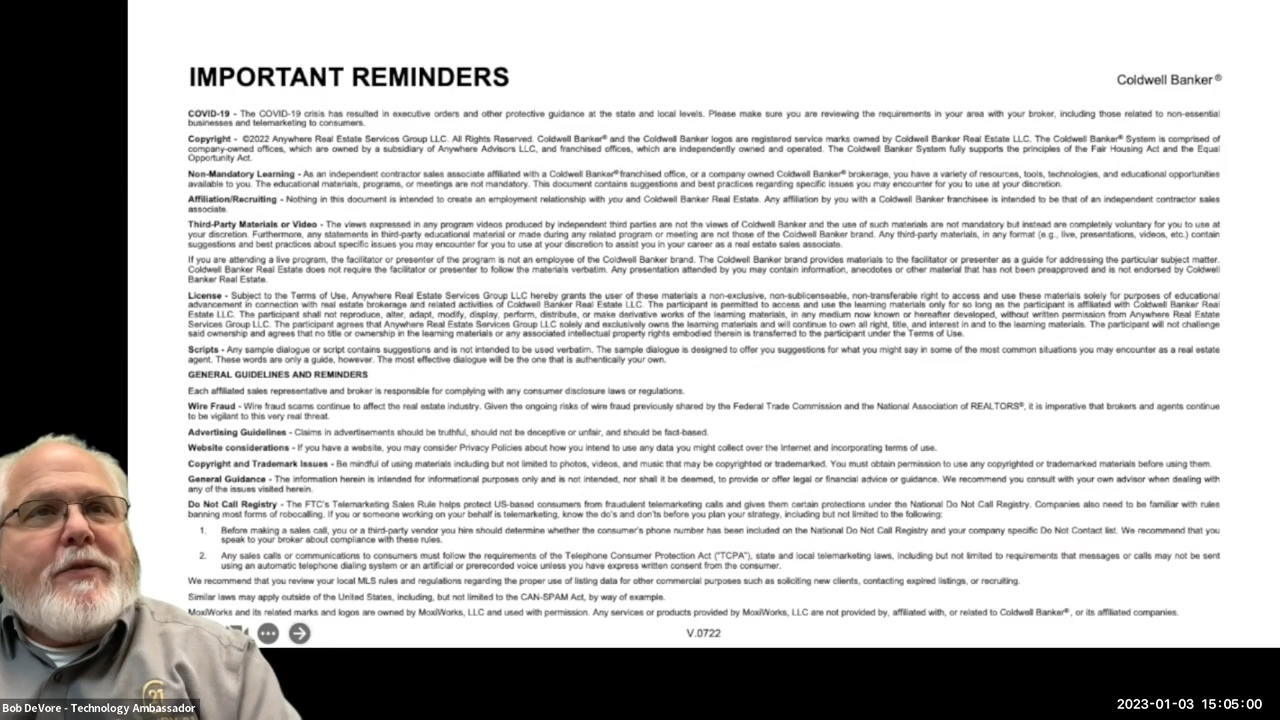 IMPORTANT REMINDERS
Coldwell Banker®
COVID-19 - The COVID-19 crisis has resulted in executive orders and other protective guidance at the state and local levels. Please make sure you are reviewing the requirements in your area with your broker, including those related to non-essential
businesses and telemarketing to consumers.
Copyright - ©2022 Anywhere Real Estate Services Group LLC. All Rights Reserved. Coldwell Banker® and the Coldwell Banker logos are registered service marks owned by Coldwell Banker Real Estate LLC. The Coldwell Banker® System is comprised of
company-owned offices, which are owned by a subsidiary of Anywhere Advisors LLC, and franchised offices, which are independently owned and operated. The Coldwell Banker System fully supports the principles of the Fair Housing Act and the Equal
Opportunity Act.
Non-Mandatory Learning - As an independent contractor sales associate affiliated with a Coldwell Banker® franchised office, or a company owned Coldwell Banker® brokerage, you have a variety of resources, tools, technologies, and educational opportunities
available to you. The educational materials, programs, or meetings are not mandatory. This document contains suggestions and best practices regarding specific issues you may encounter for you to use at your discretion.
Affiliation/Recruiting - Nothing in this document is intended to create an employment relationship with you and Coldwell Banker Real Estate. Any affiliation by you with a Coldwell Banker franchisee is intended to be that of an independent contractor sales
associate.
Third-Party Materials or Video - The views expressed in any program videos produced by independent third parties are not the views of Coldwell Banker and the use of such materials are not mandatory but instead are completely voluntary for you to use at
your discretion. Furthermore, any statements in third-party educational material or made during any related program or meeting are not those of the Coldwell Banker brand. Any third-party materials, in any format (e.g., live, presentations, videos, etc.) contain
suggestions and best practices about specific issues you may encounter for you to use at your discretion to assist you in your career as a real estate sales associate.
If you are attending a live program, the facilitator or presenter of the program is not an employee of the Coldwell Banker brand. The Coldwell Banker brand provides materials to the facilitator or presenter as a guide for addressing the particular subject matter.
Coldwell Banker Real Estate does not require the facilitator or presenter to follow the materials verbatim. Any presentation attended by you may contain information, anecdotes or other material that has not been preapproved and is not endorsed by Coldwell
Banker Real Estate.
License - Subject to the Terms of Use, Anywhere Real Estate Services Group LLC hereby grants the user of these materials a non-exclusive, non-sublicenseable, non-transferable right to access and use these materials solely for purposes of educational
advancement in connection with real estate brokerage and related activities of Coldwell Banker Real Estate LLC. The participant is permitted to access and use the learning materials only for so long as the participant is affiliated with Coldwell Banker Real
Estate LLC. The participant shall not reproduce, alter, adapt, modify, display, perform, distribute, or make derivative works of the learning materials, in any medium now known or hereafter developed, without written permission from Anywhere Real Estate
Services Group LLC. The participant agrees that Anywhere Real Estate Services Group LLC solely and exclusively owns the learning materials and will continue to own all right, title, and interest in and to the learning materials. The participant will not challenge
said ownership and agrees that no title or ownership in the learning materials or any associated intellectual property rights embodied therein is transferred to the participant under the Terms of Use.
Scripts - Any sample dialogue or script contains suggestions and is not intended to be used verbatim. The sample dialogue is designed to offer you suggestions for what you might say in some of the most common situations you may encounter as a real estate
agent. These words are only a guide, however. The most effective dialogue will be the one that is authentically your own.
GENERAL GUIDELINES AND REMINDERS
Each affiliated sales representative and broker is responsible for complying with any consumer disclosure laws or regulations.
Wire Fraud - Wire fraud scams continue to affect the real estate industry. Given the ongoing risks of wire fraud previously shared by the Federal Trade Commission and the National Association of REALTORS®, it is imperative that brokers and agents continue
to be vigilant to this very real threat.
Advertising Guidelines - Claims in advertisements should be truthful, should not be deceptive or unfair, and should be fact-based.
Website considerations - If you have a website, you may consider Privacy Policies about how you intend to use any data you might collect over the Internet and incorporating terms of use.
Copyright and Trademark Issues - Be mindful of using materials including but not limited to photos, videos, and music that may be copyrighted or trademarked. You must obtain permission to use any copyrighted or trademarked materials before using them.
General Guidance - The information herein is intended for informational purposes only and is not intended, nor shall it be deemed, to provide or offer legal or financial advice or guidance. We recommend you consult with your own advisor when dealing with
any of the issues visited herein.
Do Not Call Registry - The FTC's Telemarketing Sales Rule helps protect US-based consumers from fraudulent telemarketing calls and gives them certain protections under the National Do Not Call Registry. Companies also need to be familiar with rules
banning most forms of robocalling. If you or someone working on your behalf is telemarketing, know the do's and don'ts before you plan your strategy, including but not limited to the following:
1. Before making a sales call, you or a third-party vendor you hire should determine whether the consumer's phone number has been included on the National Do Not Call Registry and your company specific Do Not Contact list. We recommend that you
speak to your broker about compliance with these rules.
2. Any sales calls or communications to consumers must follow the requirements of the Telephone Consumer Protection Act ("TCPA"), state and local telemarketing laws, including but not limited to requirements that messages or calls may not be sent
using an automatic telephone dialing system or an artificial or prerecorded voice unless you have express written consent from the consumer.
We recommend that you review your local MLS rules and regulations regarding the proper use of listing data for other commercial purposes such as soliciting new clients, contacting expired listings, or recruiting.
Similar laws may apply outside of the United States, including, but not limited to the CAN-SPAM Act, by way of example.
MoxiWorks and its related marks and logos are owned by MoxiWorks, LLC and used with permission. Any services or products provided by MoxiWorks, LLC are not provided by, affiliated with, or related to Coldwell Banker®, or its affiliated companies.
V.0722
21
Bob DeVore - Technology Ambassador
2023-01-03 15:05:00